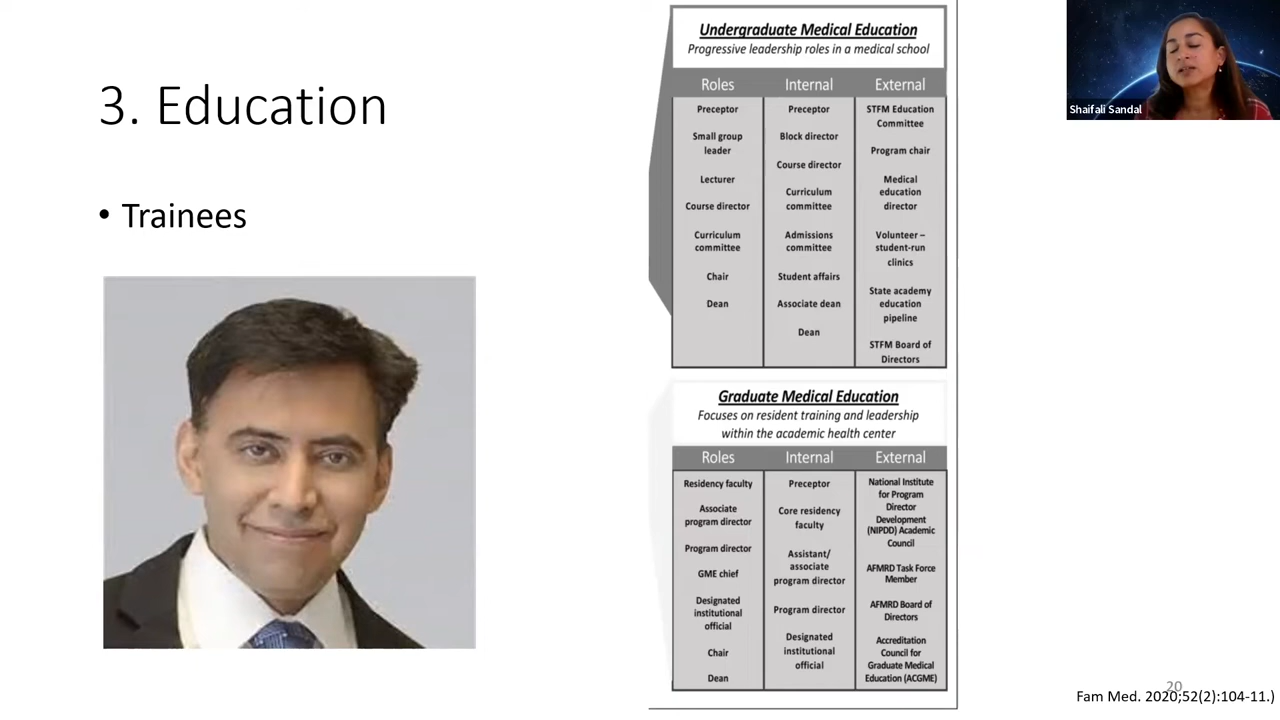 3. Education
• Trainees
Undergraduate Medical Education
Progressive leadership roles in a medical school
Roles
Preceptor
Small group
leader
Lecturer
Course director
Curriculum
committee
Chair
Dean
Internal
Preceptor
Block director
Course director
Curriculum
committee
Admissions
committee
Student affairs
Associate dean
Dean
External
STFM Education
Committee
Program chair
Medical
education
director
Volunteer –
student-run
clinics
State academy
education
pipeline
STFM Board of
Directors
Graduate Medical Education
Focuses on resident training and leadership
within the academic health center
Roles
Residency faculty
Associate
program director
Program director
GME chief
Designated
institutional
official
Chair
Dean
Internal
Preceptor
Core residency
faculty
Assistant/
associate
program director
Program director
Designated
institutional
official
External
National Institute
for Program
Director
Development
(NIPDD) Academic
Council
AFMRD Task Force
Member
AFMRD Board of
Directors
Accreditation
Council for
Graduate Medical
Education (ACGME)
Shaifali Sandal
20
Fam Med. 2020;52(2):104-11.)